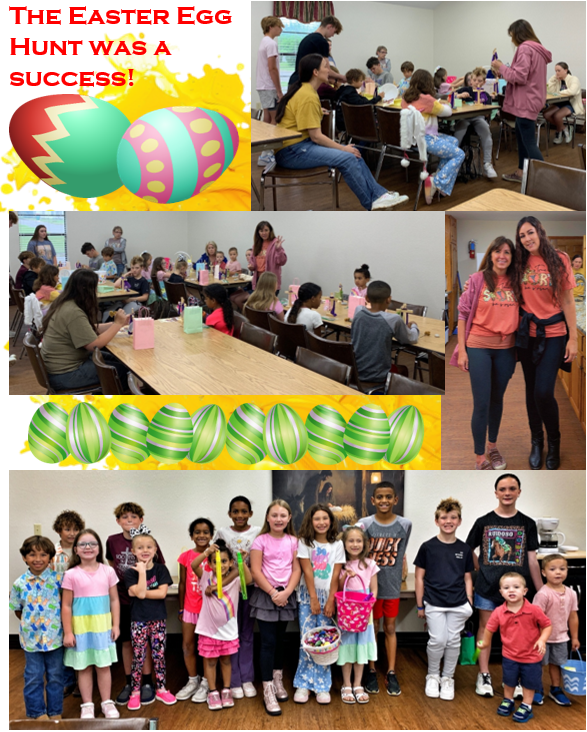 The Easter Egg
Hunt was a
success!